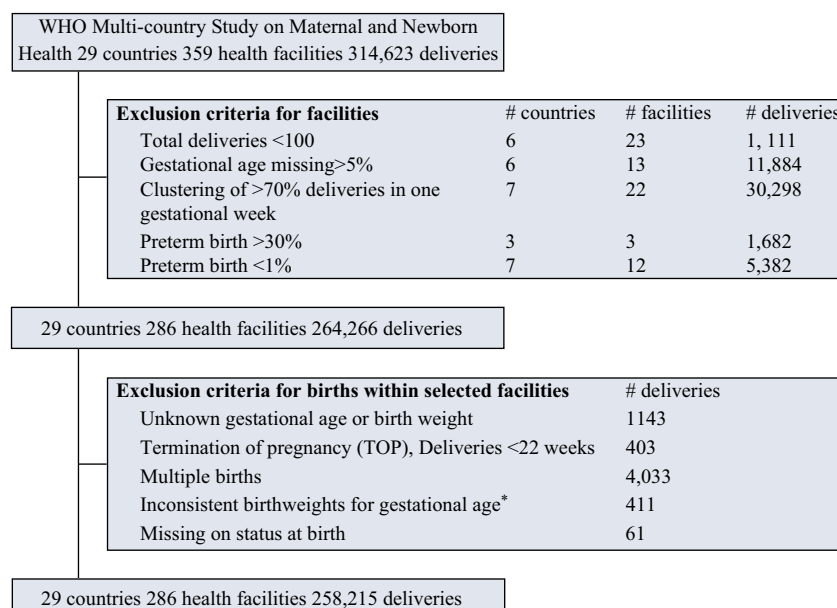 WHO Multi-country Study on Maternal and Newborn
Health 29 countries 359 health facilities 314,623 deliveries
Exclusion criteria for facilities # countries # facilities # deliveries
Total deliveries <100 6 23 1, 111
Gestational age missing>5% 6 13 11,884
Clustering of >70% deliveries in one 7 22 30,298
gestational week
Preterm birth >30% 3 3 1,682
Preterm birth <1% 7 12 5,382
29 countries 286 health facilities 264,266 deliveries
Exclusion criteria for births within selected facilities # deliveries
Unknown gestational age or birth weight 1143
Termination of pregnancy (TOP), Deliveries <22 weeks 403
Multiple births 4,033
Inconsistent birthweights for gestational age* 411
Missing on status at birth 61
29 countries 286 health facilities 258,215 deliveries